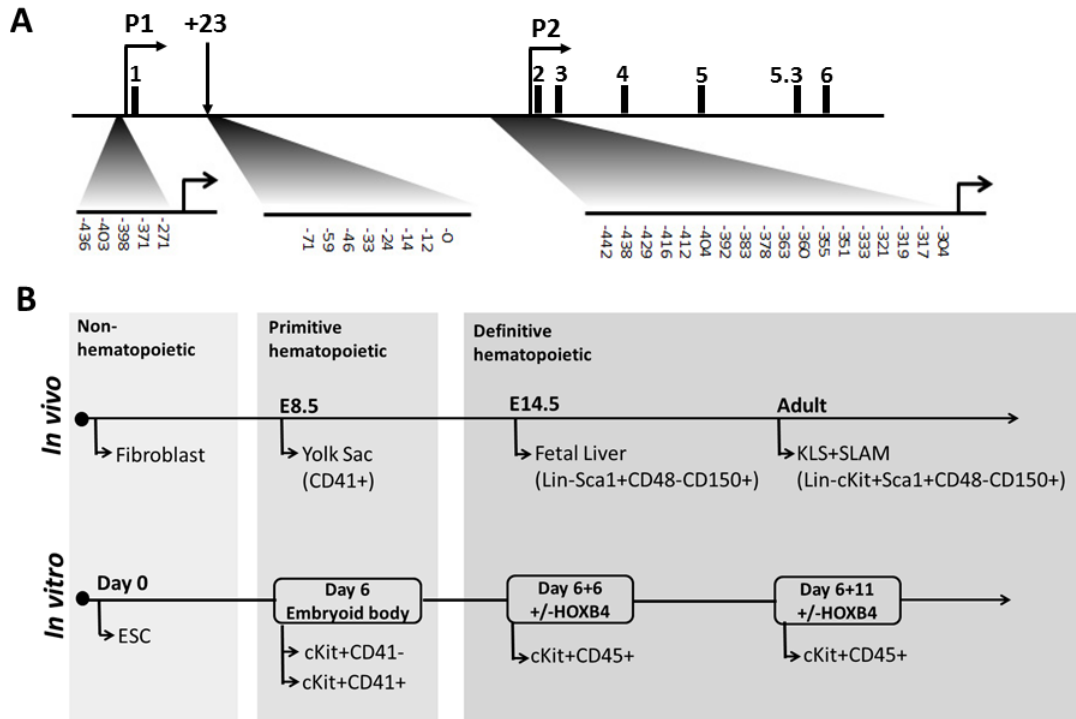 A
P1
+23
P2
1
2
3
4
5
5.3
6
-436
-403
-398
-371
-271
-71
-59
-46
-33
-24
-14
-12
-0
-442
-438
-429
-416
-412
-404
-392
-383
-378
-363
-360
-355
-351
-333
-321
-319
-317
-304
B
Non-
hematopoietic
Primitive
hematopoietic
Definitive
hematopoietic
In vivo
E8.5
E14.5
Adult
Fibroblast
Yolk Sac
(CD41+)
Fetal Liver
(Lin-Sca1+CD48-CD150+)
KLS+SLAM
(Lin-cKit+Sca1+CD48-CD150+)
In vitro
Day 0
ESC
Day 6
Embryoid body
cKit+CD41-
cKit+CD41+
Day 6+6
+/-HOXB4
cKit+CD45+
Day 6+11
+/-HOXB4
cKit+CD45+